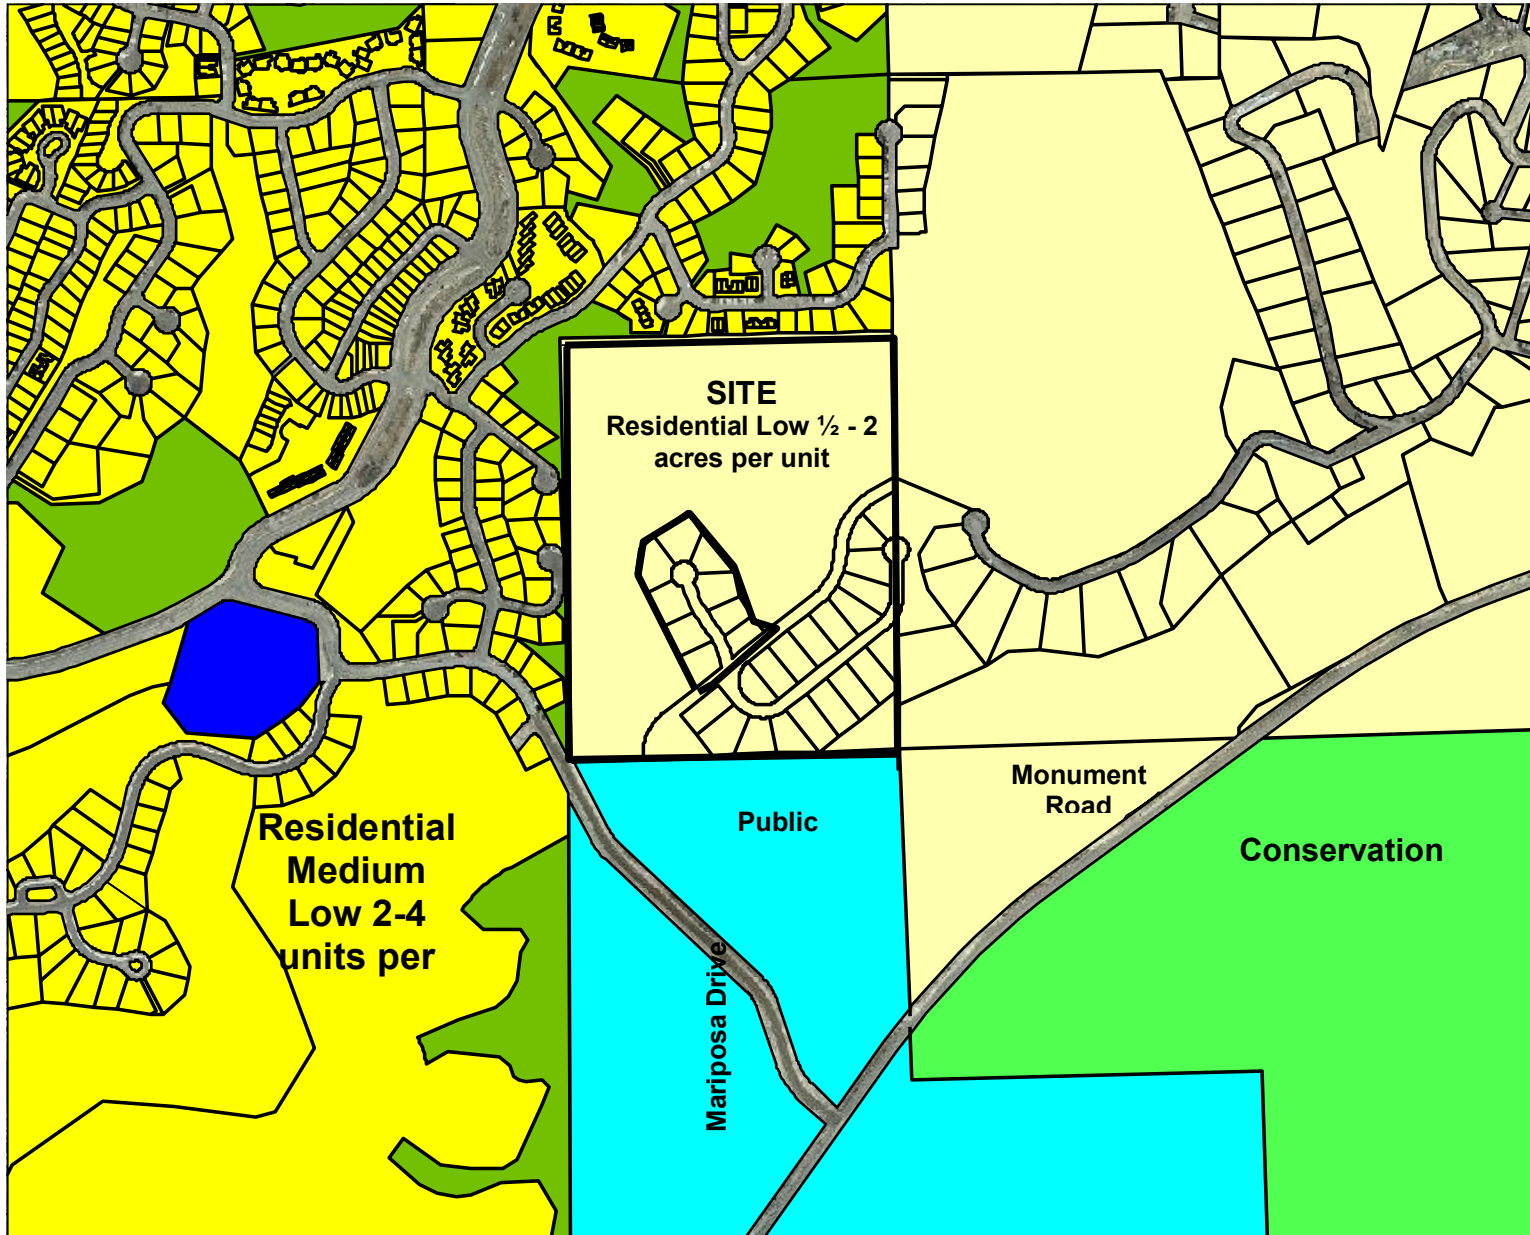 SITE
Residential Low ½ - 2
acres per unit
Monument
Road
Public
Residential
Medium
Low 2-4
units per
Conservation
Mariposa Drive